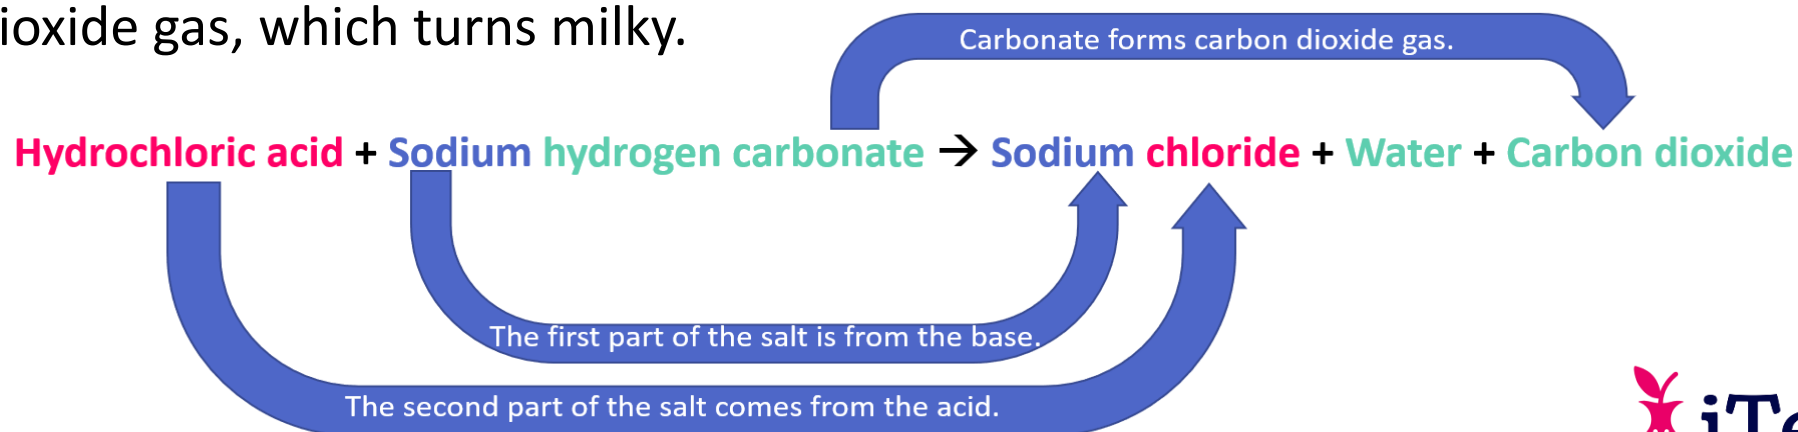 ioxide gas, which turns milky.
Carbonate forms carbon dioxide gas.
Hydrochloric acid + Sodium hydrogen carbonate → Sodium chloride + Water + Carbon dioxide
The first part of the salt is from the base.
The second part of the salt comes from the acid.
iTe